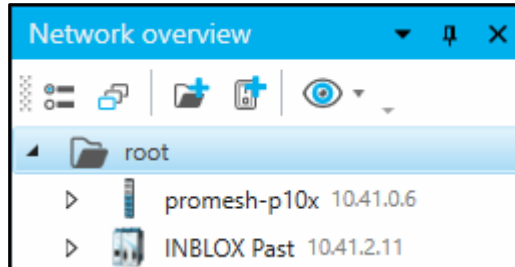 Network overview
root
promesh-p10x 10.41.0.6
INBLOX Past 10.41.2.11